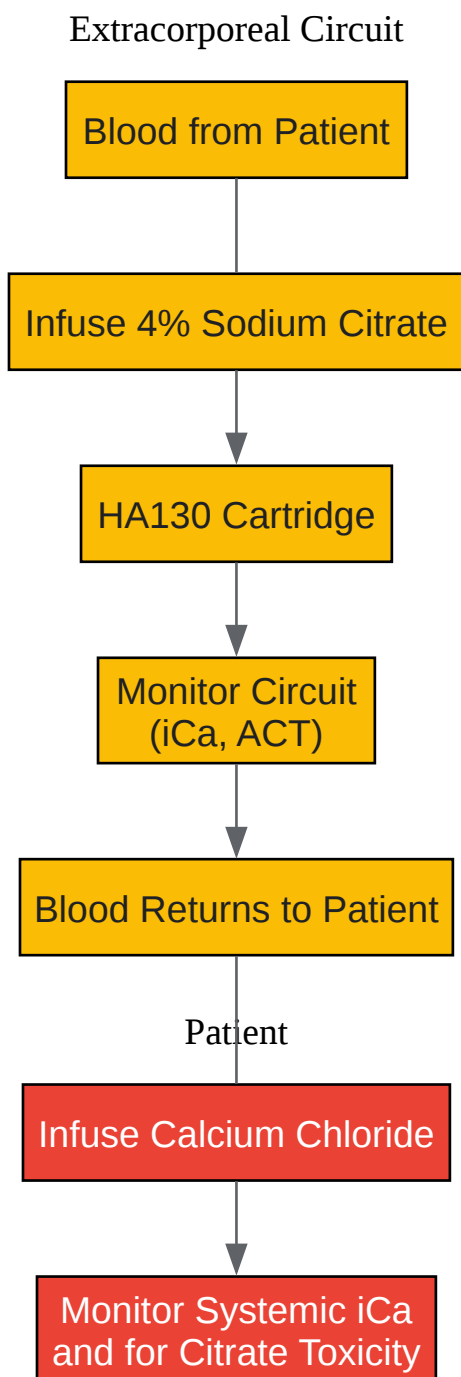 Extracorporeal Circuit
Blood from Patient
Infuse 4% Sodium Citrate
HA130 Cartridge
Monitor Circuit
(iCa, ACT)
Blood Returns to Patient
Patient
Infuse Calcium Chloride
Monitor Systemic iCa
and for Citrate Toxicity